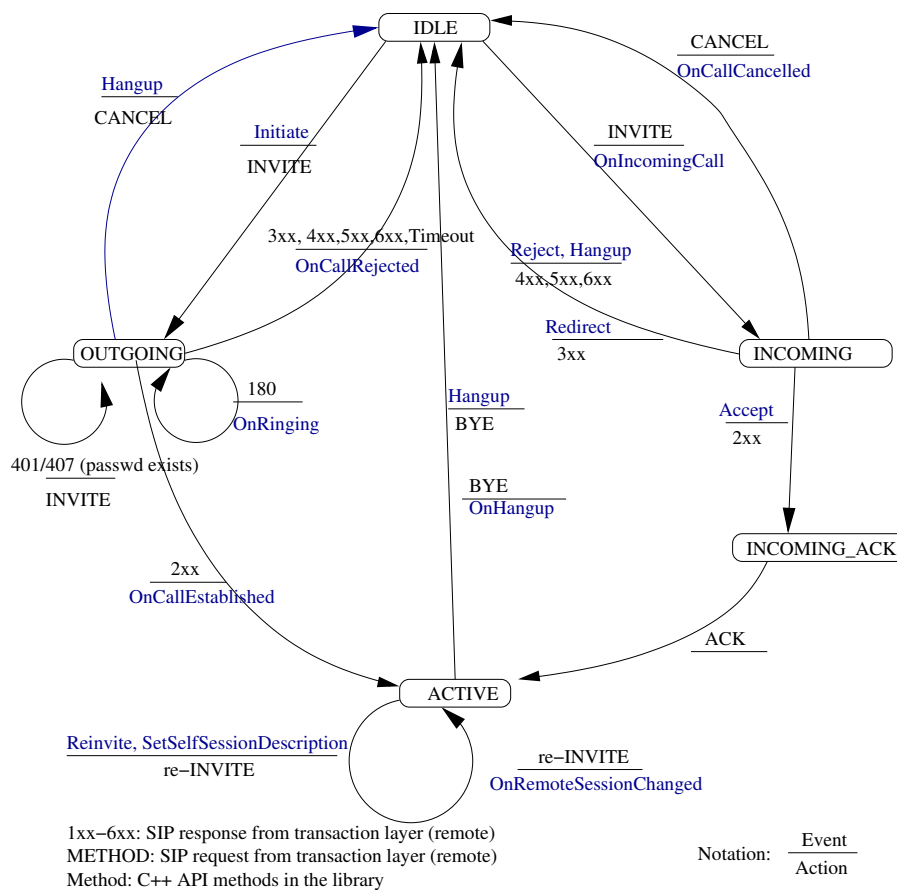 IDLE
CANCEL
OnCallCancelled
Hangup
CANCEL
Initiate
INVITE
INVITE
OnIncomingCall
3xx, 4xx,5xx,6xx,Timeout
OnCallRejected
Reject, Hangup
4xx,5xx,6xx
Redirect
3xx
OUTGOING
INCOMING
180
OnRinging
Hangup
BYE
Accept
2xx
401/407 (passwd exists)
INVITE
BYE
OnHangup
INCOMING_ACK
2xx
OnCallEstablished
ACK
ACTIVE
Reinvite, SetSelfSessionDescription
re−INVITE
re−INVITE
OnRemoteSessionChanged
1xx−6xx: SIP response from transaction layer (remote)
METHOD: SIP request from transaction layer (remote)
Method: C++ API methods in the library
Notation:
Event
Action